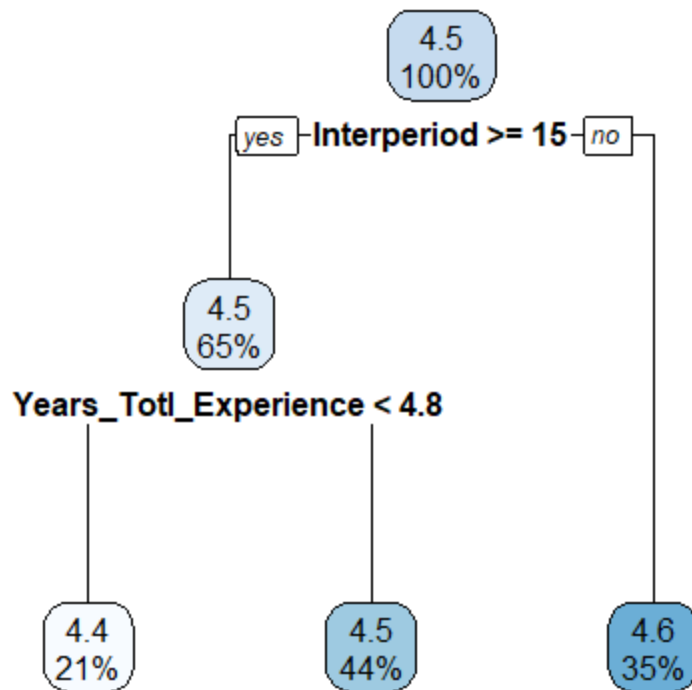 4.5
100%
yes Interperiod >= 15 no
4.5
65%
Years_Totl_Experience < 4.8
4.4 4.5 4.6
21% 44% 35%